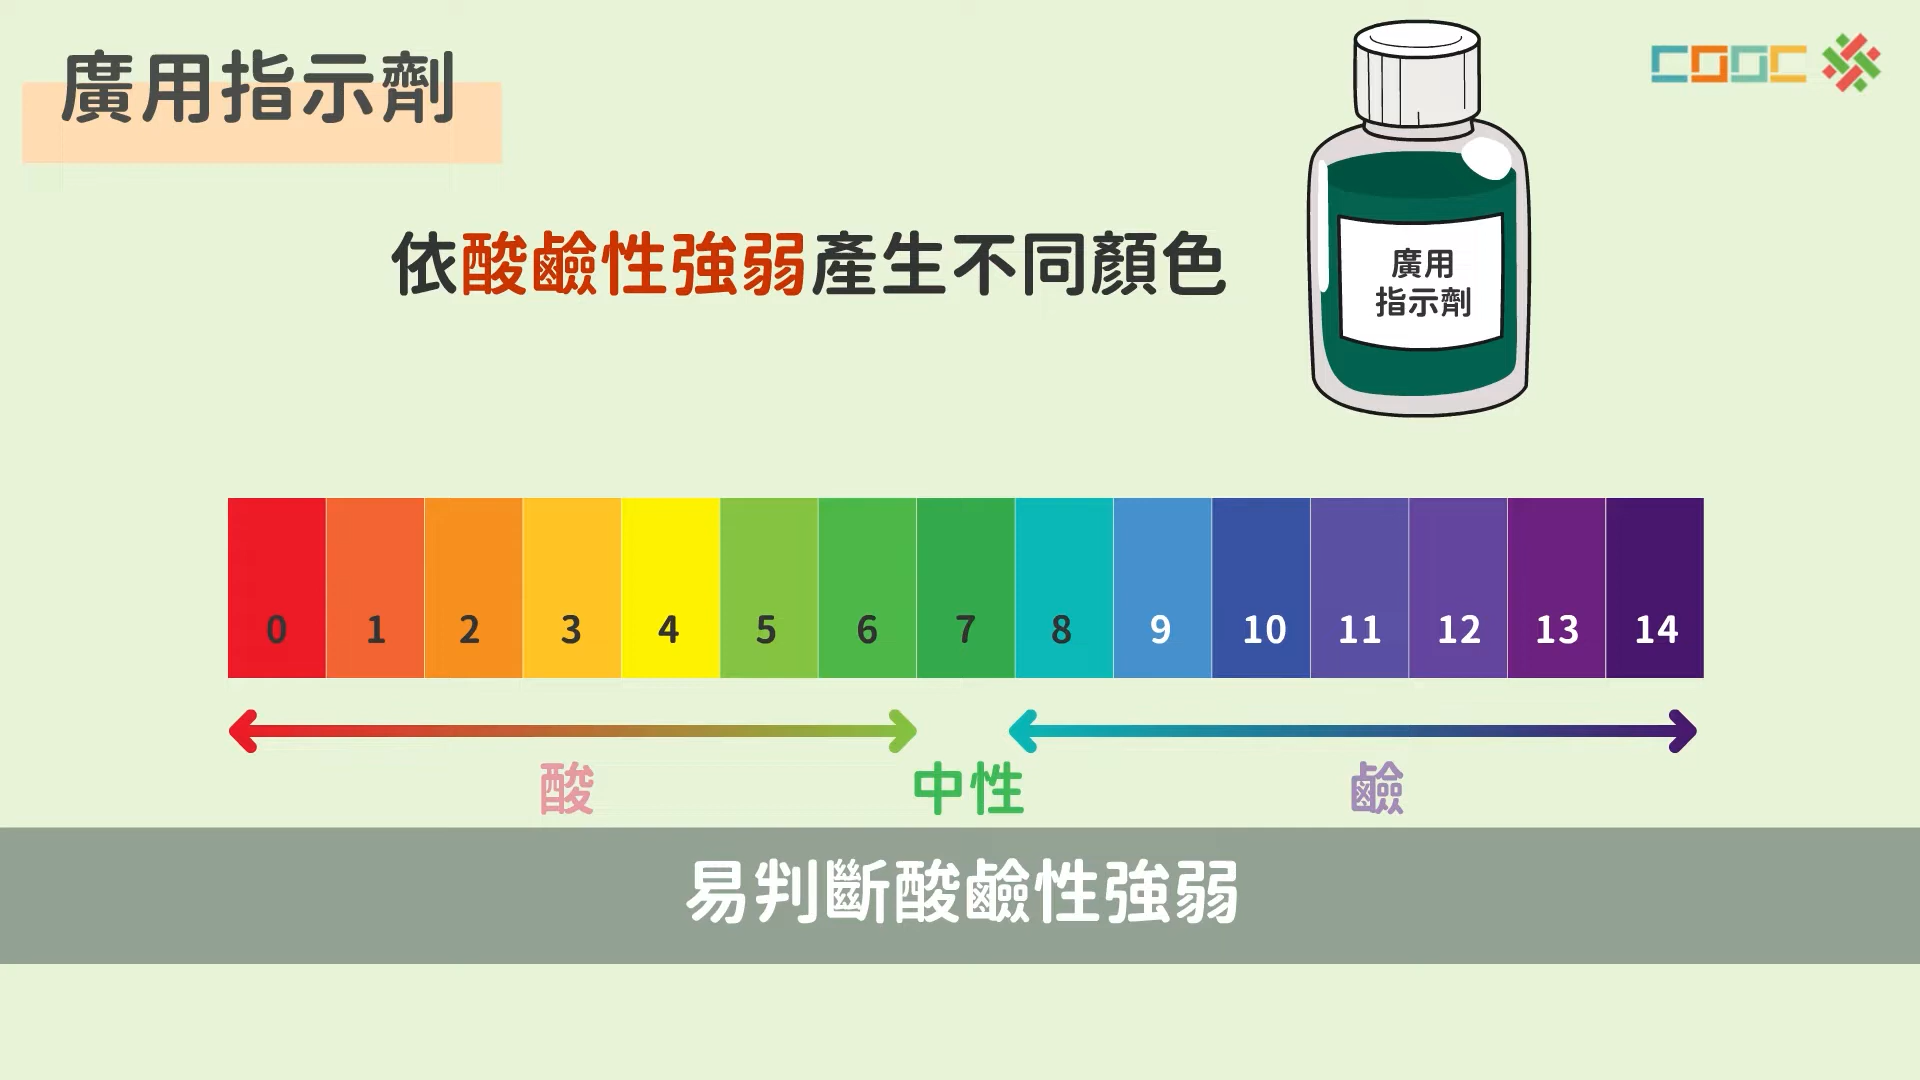 廣用指示劑
COOC
依酸鹼性強弱產生不同顏色
廣用
指示劑
0 1 2 3 4 5 6 7 8 9 10 11 12 13 14
酸 中性 鹼
易判斷酸鹼性強弱